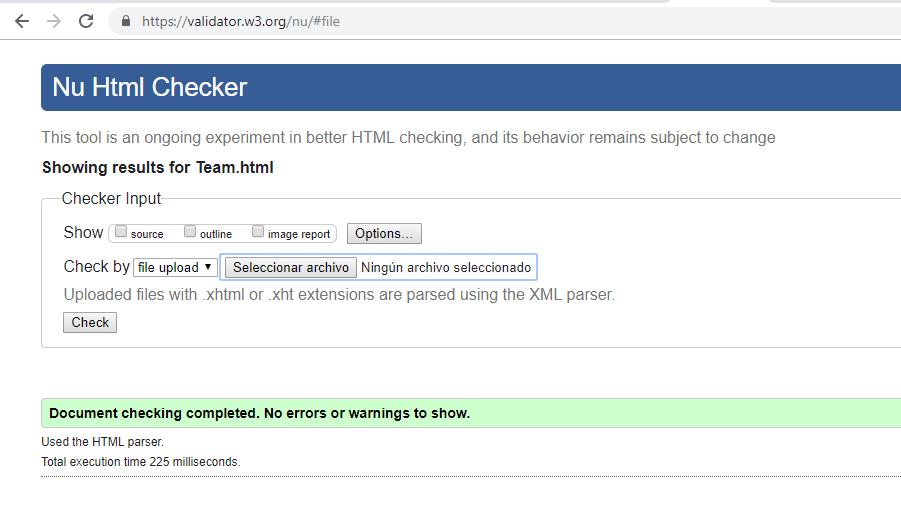 https://validator.w3.org/nu/#file
Nu Html Checker
This tool is an ongoing experiment in better HTML checking, and its behavior remains subject to change
Showing results for Team.html
Checker Input
Show source outline image report Options...
Check by file upload Seleccionar archivo Ningún archivo seleccionado
Uploaded files with .xhtml or .xht extensions are parsed using the XML parser.
Check
Document checking completed. No errors or warnings to show.
Used the HTML parser.
Total execution time 225 milliseconds.